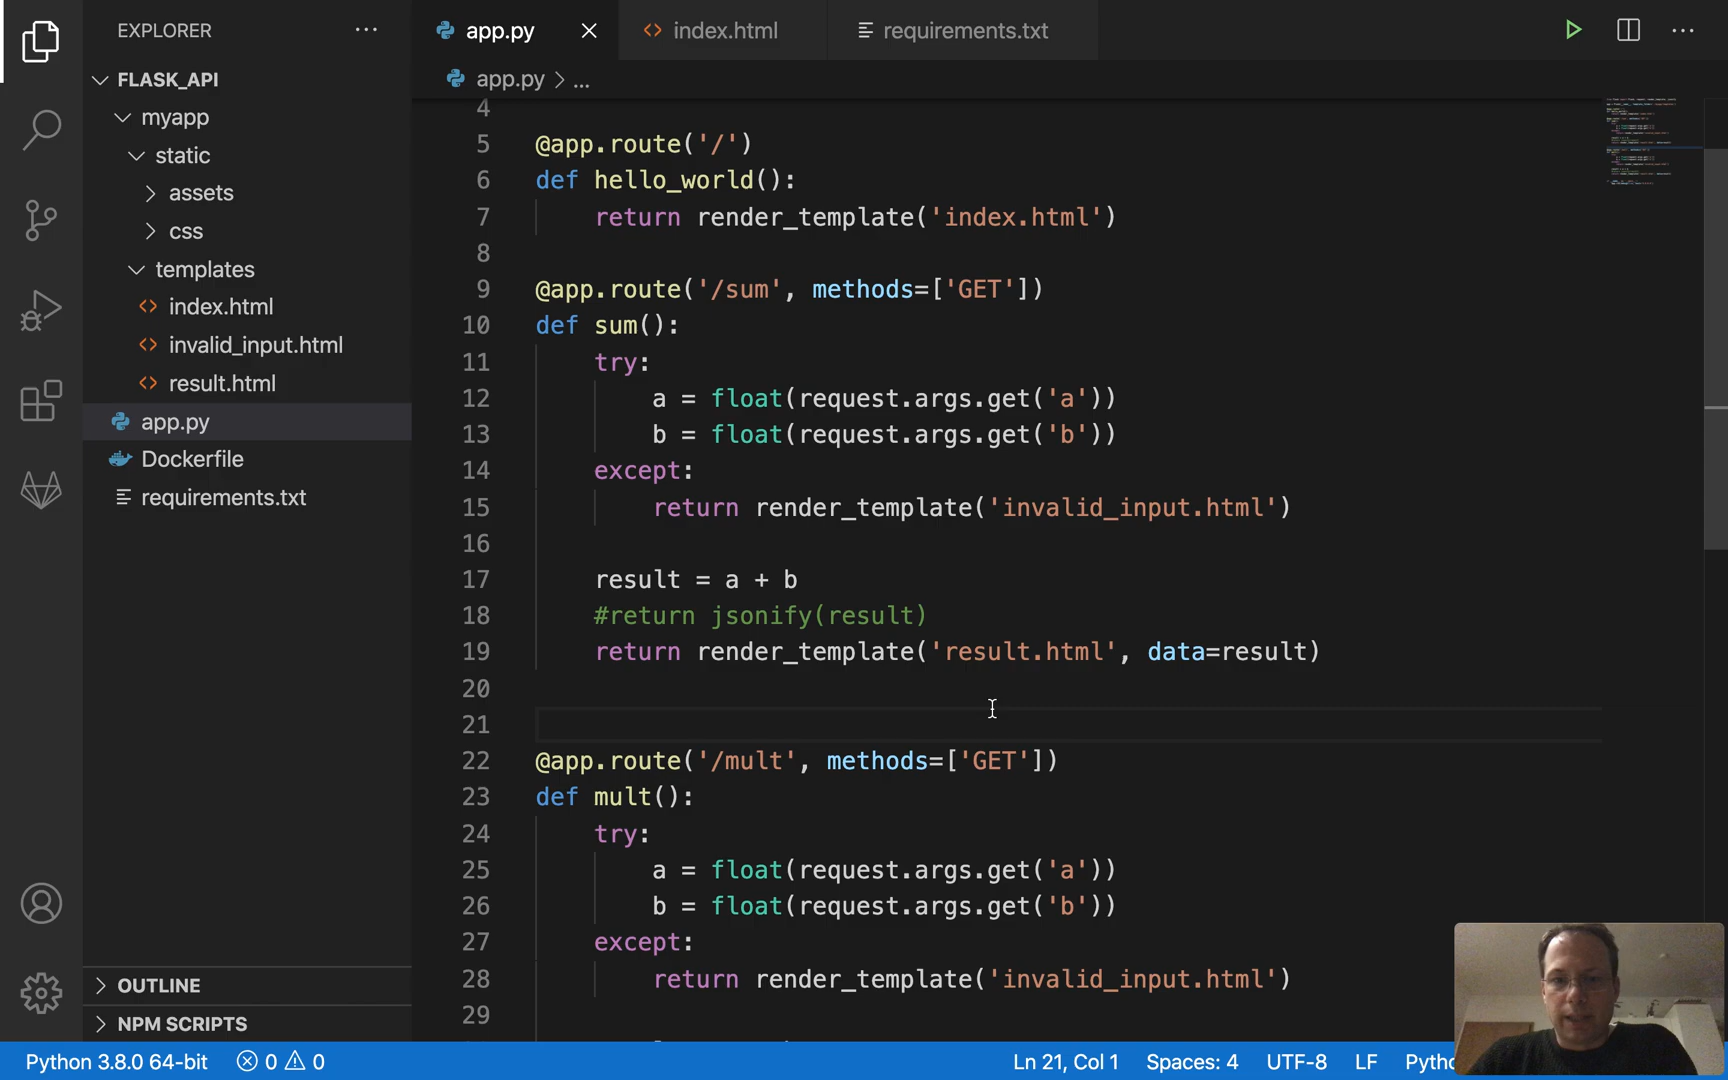 EXPLORER
FLASK_API
myapp
static
assets
css
templates
index.html
invalid_input.html
result.html
app.py
Dockerfile
requirements.txt
OUTLINE
NPM SCRIPTS
app.py
index.html
requirements.txt
app.py > ...
4
5 @app.route('/')
6 def hello_world():
7 return render_template('index.html')
8
9 @app.route('/sum', methods=['GET'])
10 def sum():
11 try:
12 a = float(request.args.get('a'))
13 b = float(request.args.get('b'))
14 except:
15 return render_template('invalid_input.html')
16
17 result = a + b
18 #return jsonify(result)
19 return render_template('result.html', data=result)
20
21
22 @app.route('/mult', methods=['GET'])
23 def mult():
24 try:
25 a = float(request.args.get('a'))
26 b = float(request.args.get('b'))
27 except:
28 return render_template('invalid_input.html')
29
Python 3.8.0 64-bit 0 0 Ln 21, Col 1 Spaces: 4 UTF-8 LF